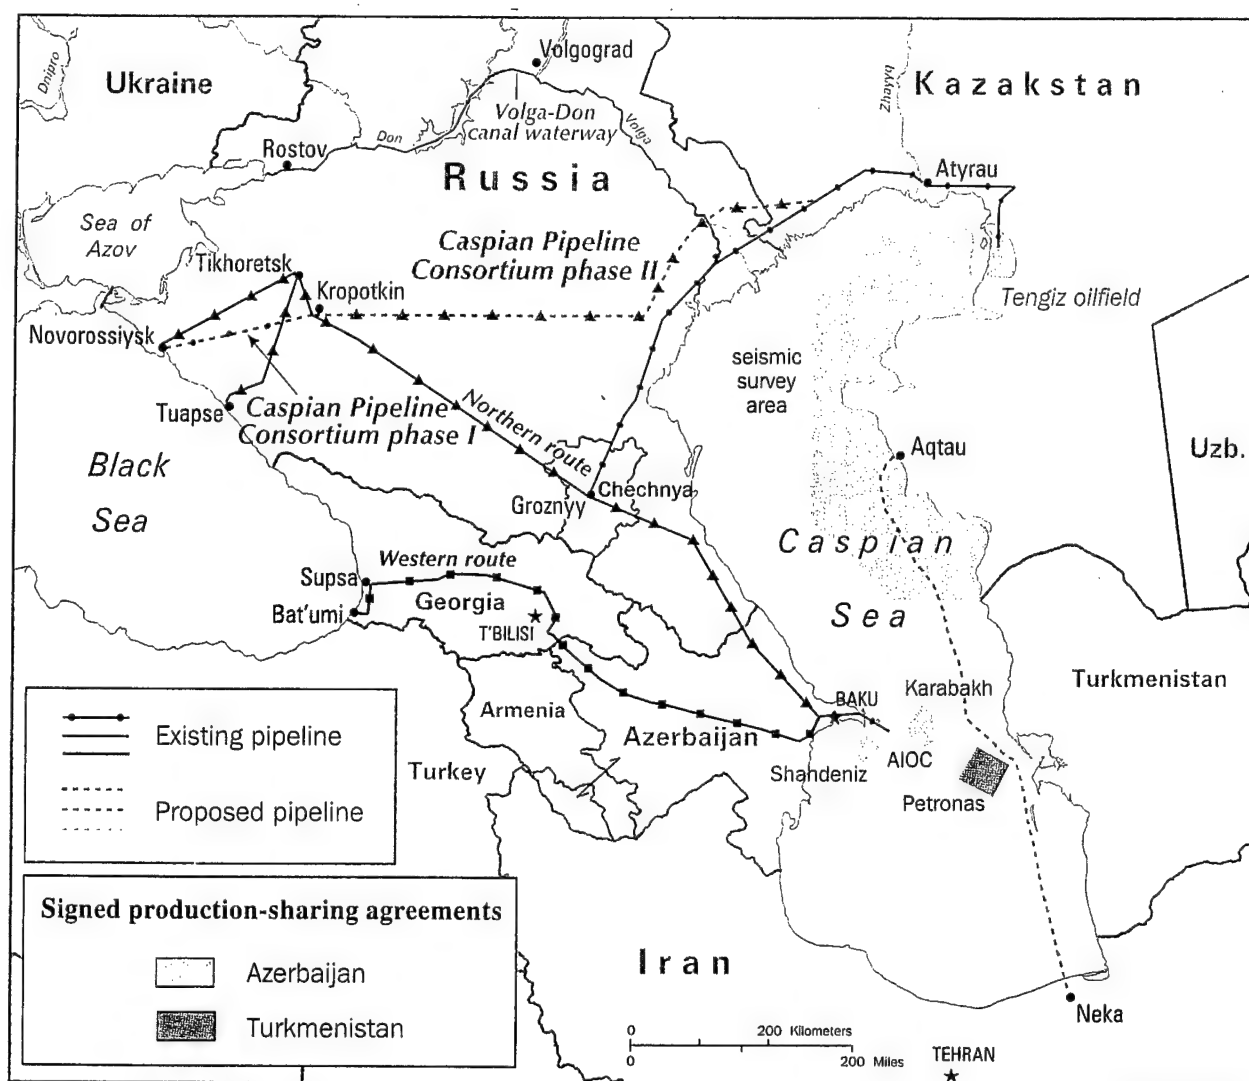 Volgograd
Dnipro
Ukraine
Zhayyq
Kazakstan
Volga-Don
canal waterway
Volga
Don
Rostov
Russia
Atyrau
Sea of
Azov
Caspian Pipeline
Consortium phase II
Tikhoretsk
Kropotkin
Tengiz oilfield
Novorossiysk
seismic
survey
area
Tuapse
Caspian Pipeline
Consortium phase I
Northern route
Black
Sea
Aqtau
Uzb.
Groznyy
Chechnya
Caspian
Sea
Western route
Supsa
Georgia
Bat'umi
T'BILISI
Turkmenistan
BAKU
Karabakh
Armenia
Azerbaijan
AIOC
Shandeniz
Turkey
Petronas
Existing pipeline
Proposed pipeline
Signed production-sharing agreements
Azerbaijan
Turkmenistan
Iran
Neka
0 200 Kilometers
0 200 Miles
TEHRAN